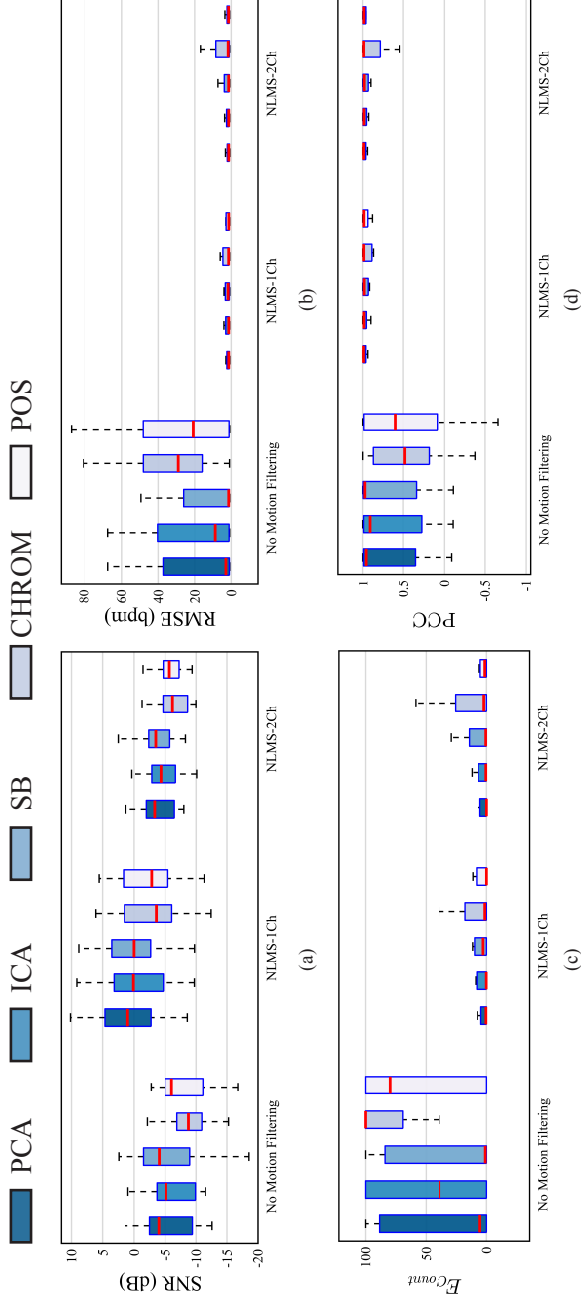 PCA ICA SB CHROM POS
10
5
0
-5
-10
-15
-20
SNR (dB)
No Motion Filtering NLMS-1Ch NLMS-2Ch
(a)
80
60
40
20
0
RMSE (bpm)
No Motion Filtering NLMS-1Ch NLMS-2Ch
(b)
100
50
0
E_Count
No Motion Filtering NLMS-1Ch NLMS-2Ch
(c)
1
0.5
0
-0.5
-1
PCC
No Motion Filtering NLMS-1Ch NLMS-2Ch
(d)